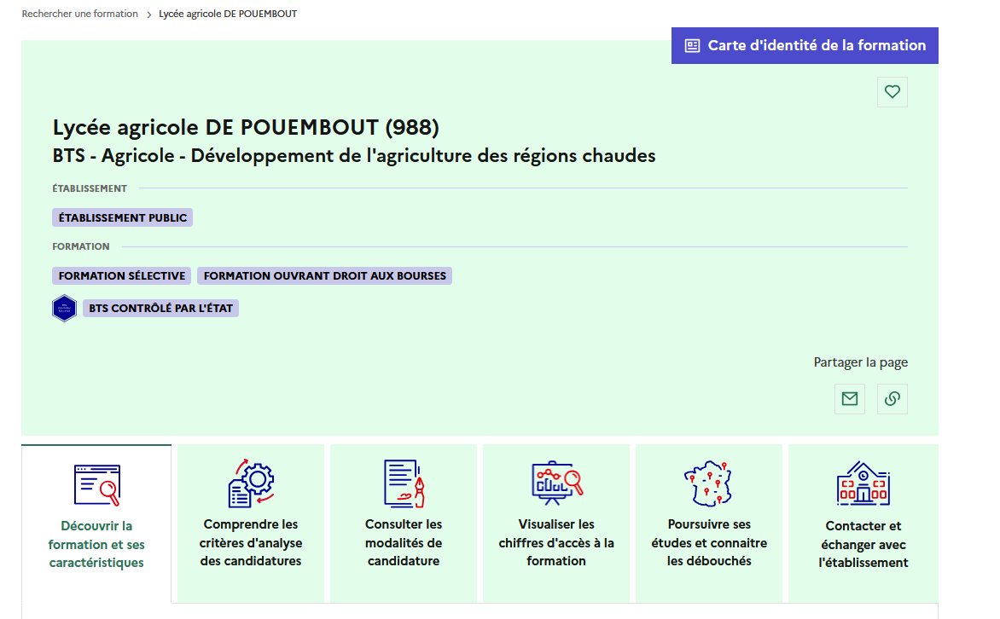 Rechercher une formation > Lycée agricole DE POUEMBOUT
Carte d'identité de la formation
Lycée agricole DE POUEMBOUT (988)
BTS - Agricole - Développement de l'agriculture des régions chaudes
ÉTABLISSEMENT
ÉTABLISSEMENT PUBLIC
FORMATION
FORMATION SÉLECTIVE FORMATION OUVRANT DROIT AUX BOURSES
BTS CONTRÔLÉ PAR L'ÉTAT
Partager la page
Découvrir la
formation et ses
caractéristiques
Comprendre les
critères d'analyse
des candidatures
Consulter les
modalités de
candidature
Visualiser les
chiffres d'accès à la
formation
Poursuivre ses
études et connaitre
les débouchés
Contacter et
échanger avec
l'établissement